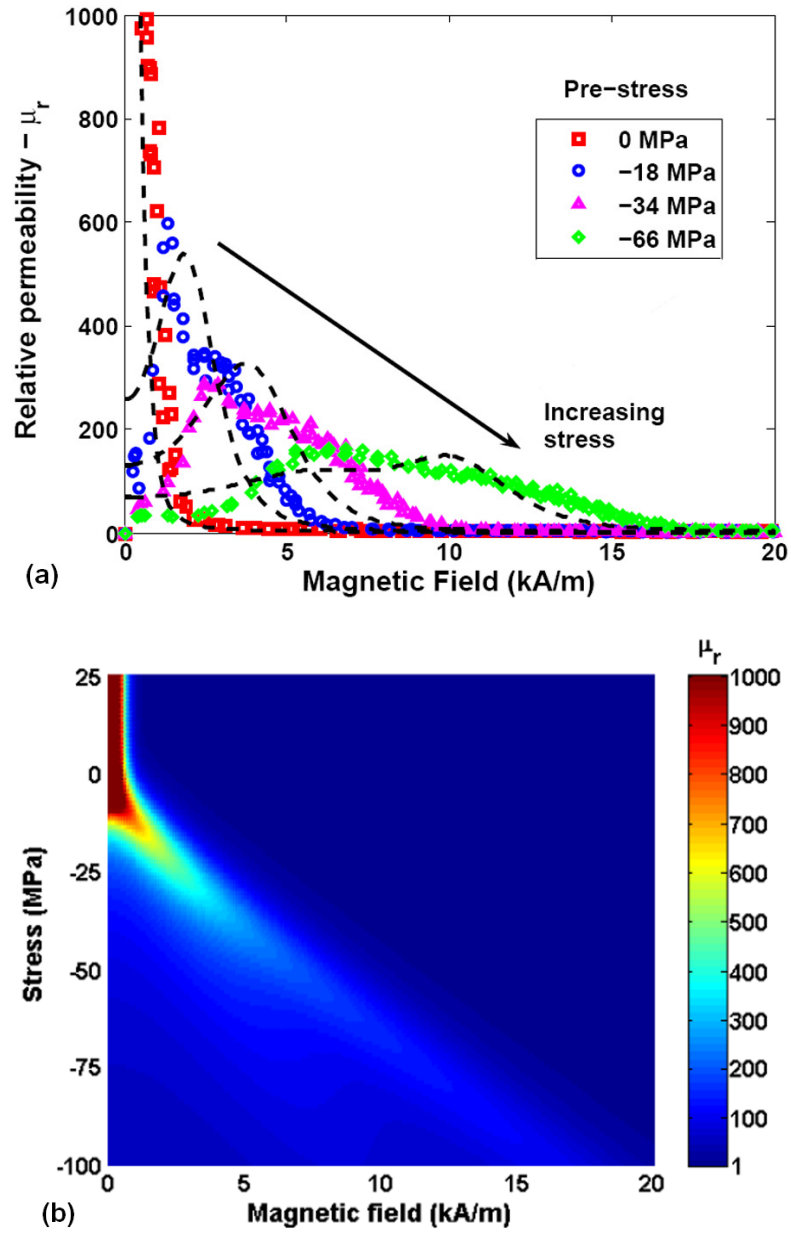 1000
800
600
400
200
0
Relative permeability − μr
Pre−stress
0 MPa
−18 MPa
−34 MPa
−66 MPa
Increasing
stress
0 5 10 15 20
Magnetic Field (kA/m)
(a)
μr
25
0
-25
-50
-75
-100
Stress (MPa)
1000
900
800
700
600
500
400
300
200
100
1
0 5 10 15 20
Magnetic field (kA/m)
(b)